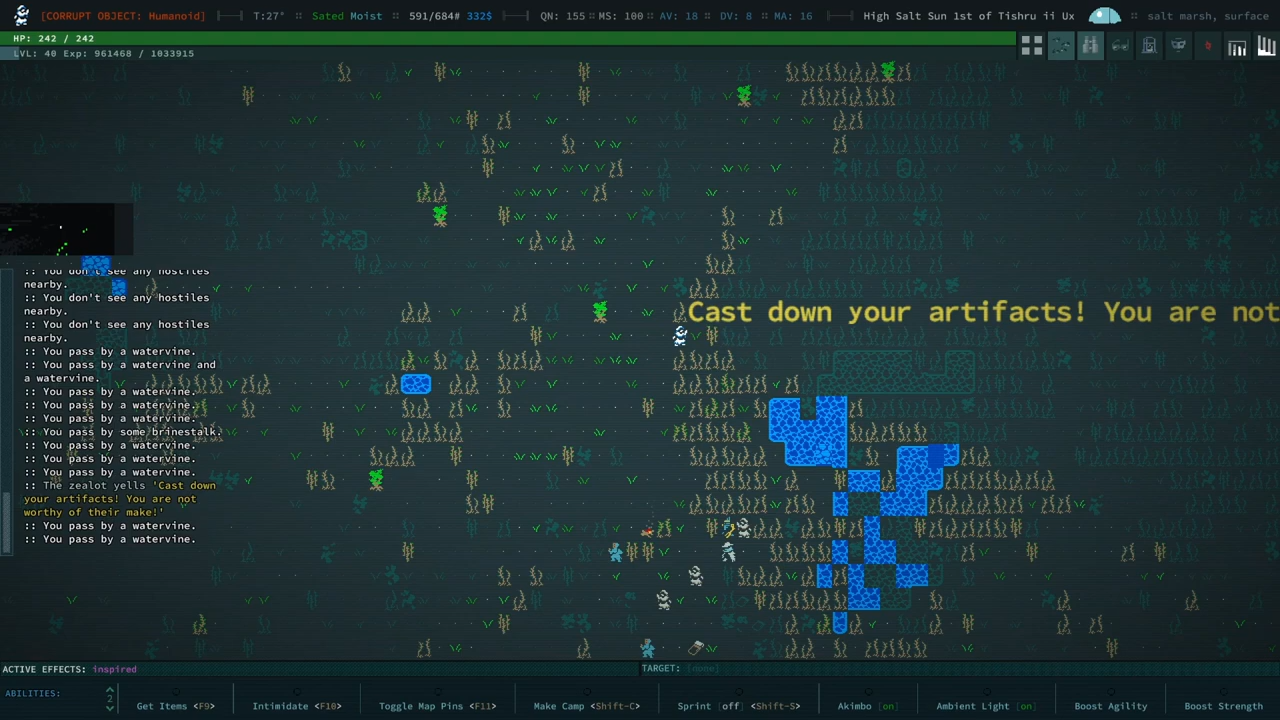 [CORRUPT OBJECT: Humanoid] T:27° Sated Moist 591/684# 332$ QN: 155 MS: 100 AV: 18 DV: 8 MA: 16 High Salt Sun 1st of Tishru ii Ux salt marsh, surface
HP: 242 / 242
LVL: 40 Exp: 961468 / 1033915
:: You don't see any hostiles
nearby.
:: You don't see any hostiles
nearby.
:: You don't see any hostiles
nearby.
:: You pass by a watervine.
:: You pass by a watervine and
a watervine.
:: You pass by a watervine.
:: You pass by a watervine.
:: You pass by a watervine.
:: You pass by some brinestalk.
:: You pass by a watervine.
:: You pass by a watervine.
:: You pass by a watervine.
:: The zealot yells 'Cast down
your artifacts! You are not
worthy of their make!'
:: You pass by a watervine.
:: You pass by a watervine.
Cast down your artifacts! You are not
ACTIVE EFFECTS: inspired
TARGET: [none]
ABILITIES: 2 Get Items <F9> Intimidate <F10> Toggle Map Pins <F11> Make Camp <Shift-C> Sprint [off] <Shift-S> Akimbo [on] Ambient Light [on] Boost Agility Boost Strength